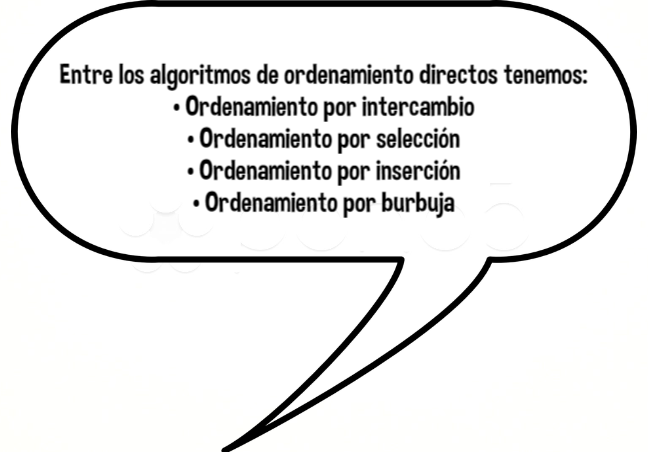 Entre los algoritmos de ordenamiento directos tenemos:
• Ordenamiento por intercambio
• Ordenamiento por selección
• Ordenamiento por inserción
• Ordenamiento por burbuja